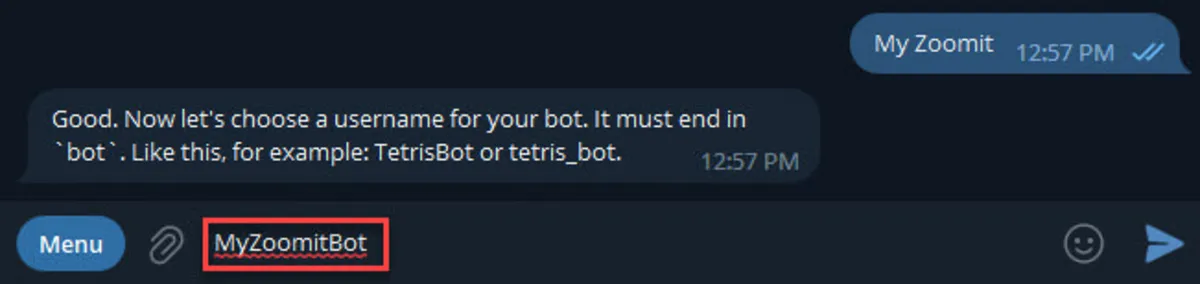 My Zoomit 12:57 PM
Good. Now let's choose a username for your bot. It must end in
`bot`. Like this, for example: TetrisBot or tetris_bot.
12:57 PM
Menu MyZoomitBot